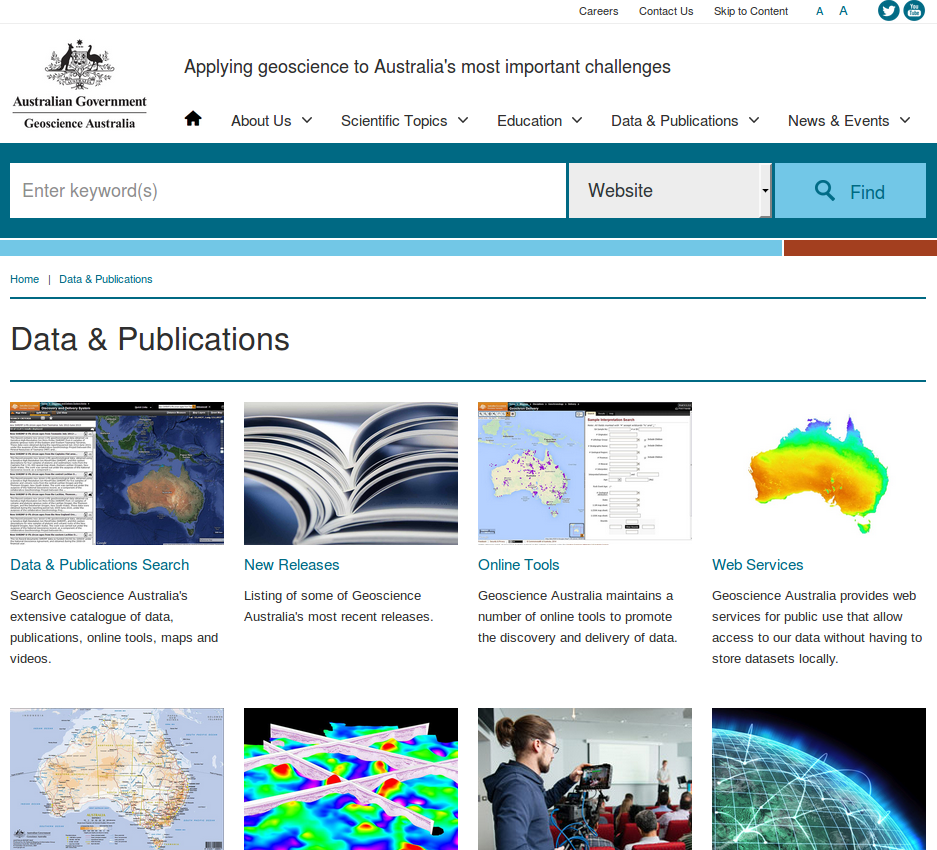 Careers Contact Us Skip to Content A A
You
Tube
Applying geoscience to Australia's most important challenges
Australian Government
Geoscience Australia
About Us Scientific Topics Education Data & Publications News & Events
Enter keyword(s) Website Find
Home | Data & Publications
Data & Publications
Data & Publications Search
Search Geoscience Australia's
extensive catalogue of data,
publications, online tools, maps and
videos.
New Releases
Listing of some of Geoscience
Australia's most recent releases.
Online Tools
Geoscience Australia maintains a
number of online tools to promote
the discovery and delivery of data.
Web Services
Geoscience Australia provides web
services for public use that allow
access to our data without having to
store datasets locally.